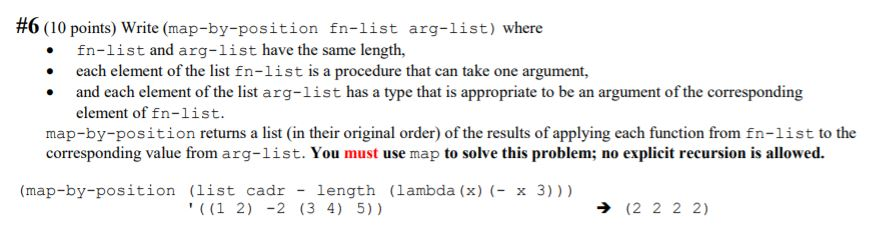 #6 (10 points) Write (map-by-position fn-list arg-list) where
• fn-list and arg-list have the same length,
• each element of the list fn-list is a procedure that can take one argument,
• and each element of the list arg-list has a type that is appropriate to be an argument of the corresponding
element of fn-list.
map-by-position returns a list (in their original order) of the results of applying each function from fn-list to the
corresponding value from arg-list. You must use map to solve this problem; no explicit recursion is allowed.
(map-by-position (list cadr - length (lambda(x)(- x 3)))
'((1 2) -2 (3 4) 5)) ➔ (2 2 2 2)